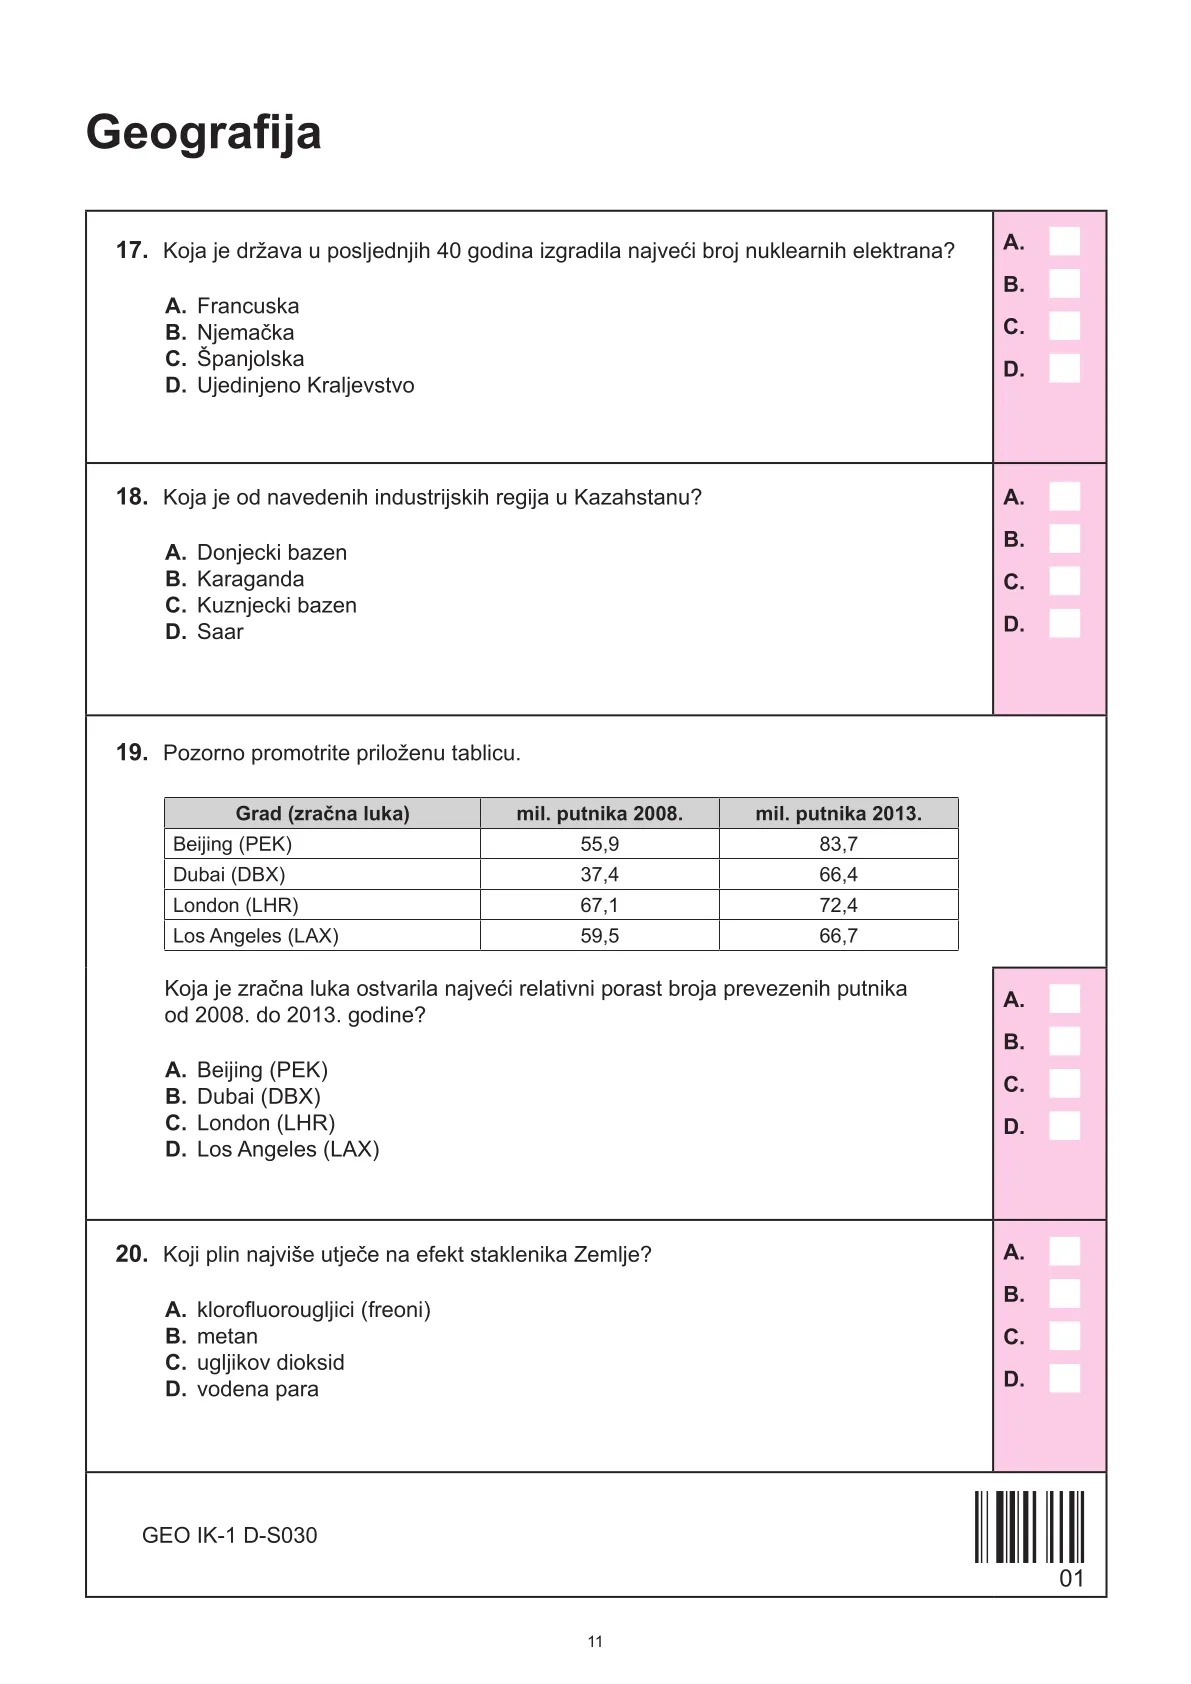 Geografija
17. Koja je država u posljednjih 40 godina izgradila najveći broj nuklearnih elektrana?
A. Francuska
B. Njemačka
C. Španjolska
D. Ujedinjeno Kraljevstvo
A.
B.
C.
D.
18. Koja je od navedenih industrijskih regija u Kazahstanu?
A. Donjecki bazen
B. Karaganda
C. Kuznjecki bazen
D. Saar
A.
B.
C.
D.
19. Pozorno promotrite priloženu tablicu.
Grad (zračna luka) mil. putnika 2008. mil. putnika 2013.
Beijing (PEK) 55,9 83,7
Dubai (DBX) 37,4 66,4
London (LHR) 67,1 72,4
Los Angeles (LAX) 59,5 66,7
Koja je zračna luka ostvarila najveći relativni porast broja prevezenih putnika
od 2008. do 2013. godine?
A. Beijing (PEK)
B. Dubai (DBX)
C. London (LHR)
D. Los Angeles (LAX)
A.
B.
C.
D.
20. Koji plin najviše utječe na efekt staklenika Zemlje?
A. klorofluorougljici (freoni)
B. metan
C. ugljikov dioksid
D. vodena para
A.
B.
C.
D.
GEO IK-1 D-S030
01
11